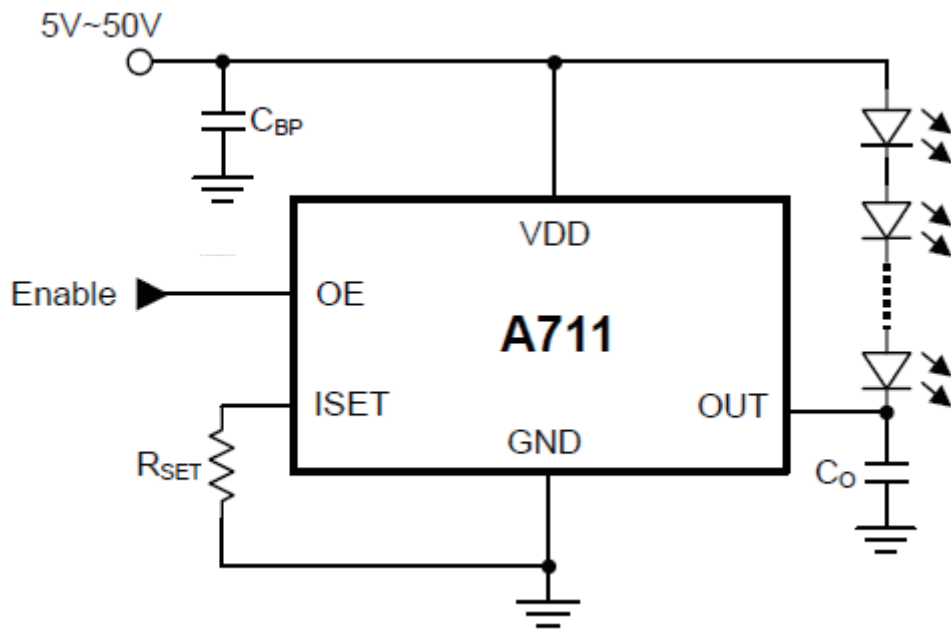 5V~50V
CBP
VDD
Enable
OE
A711
ISET
OUT
GND
RSET
CO